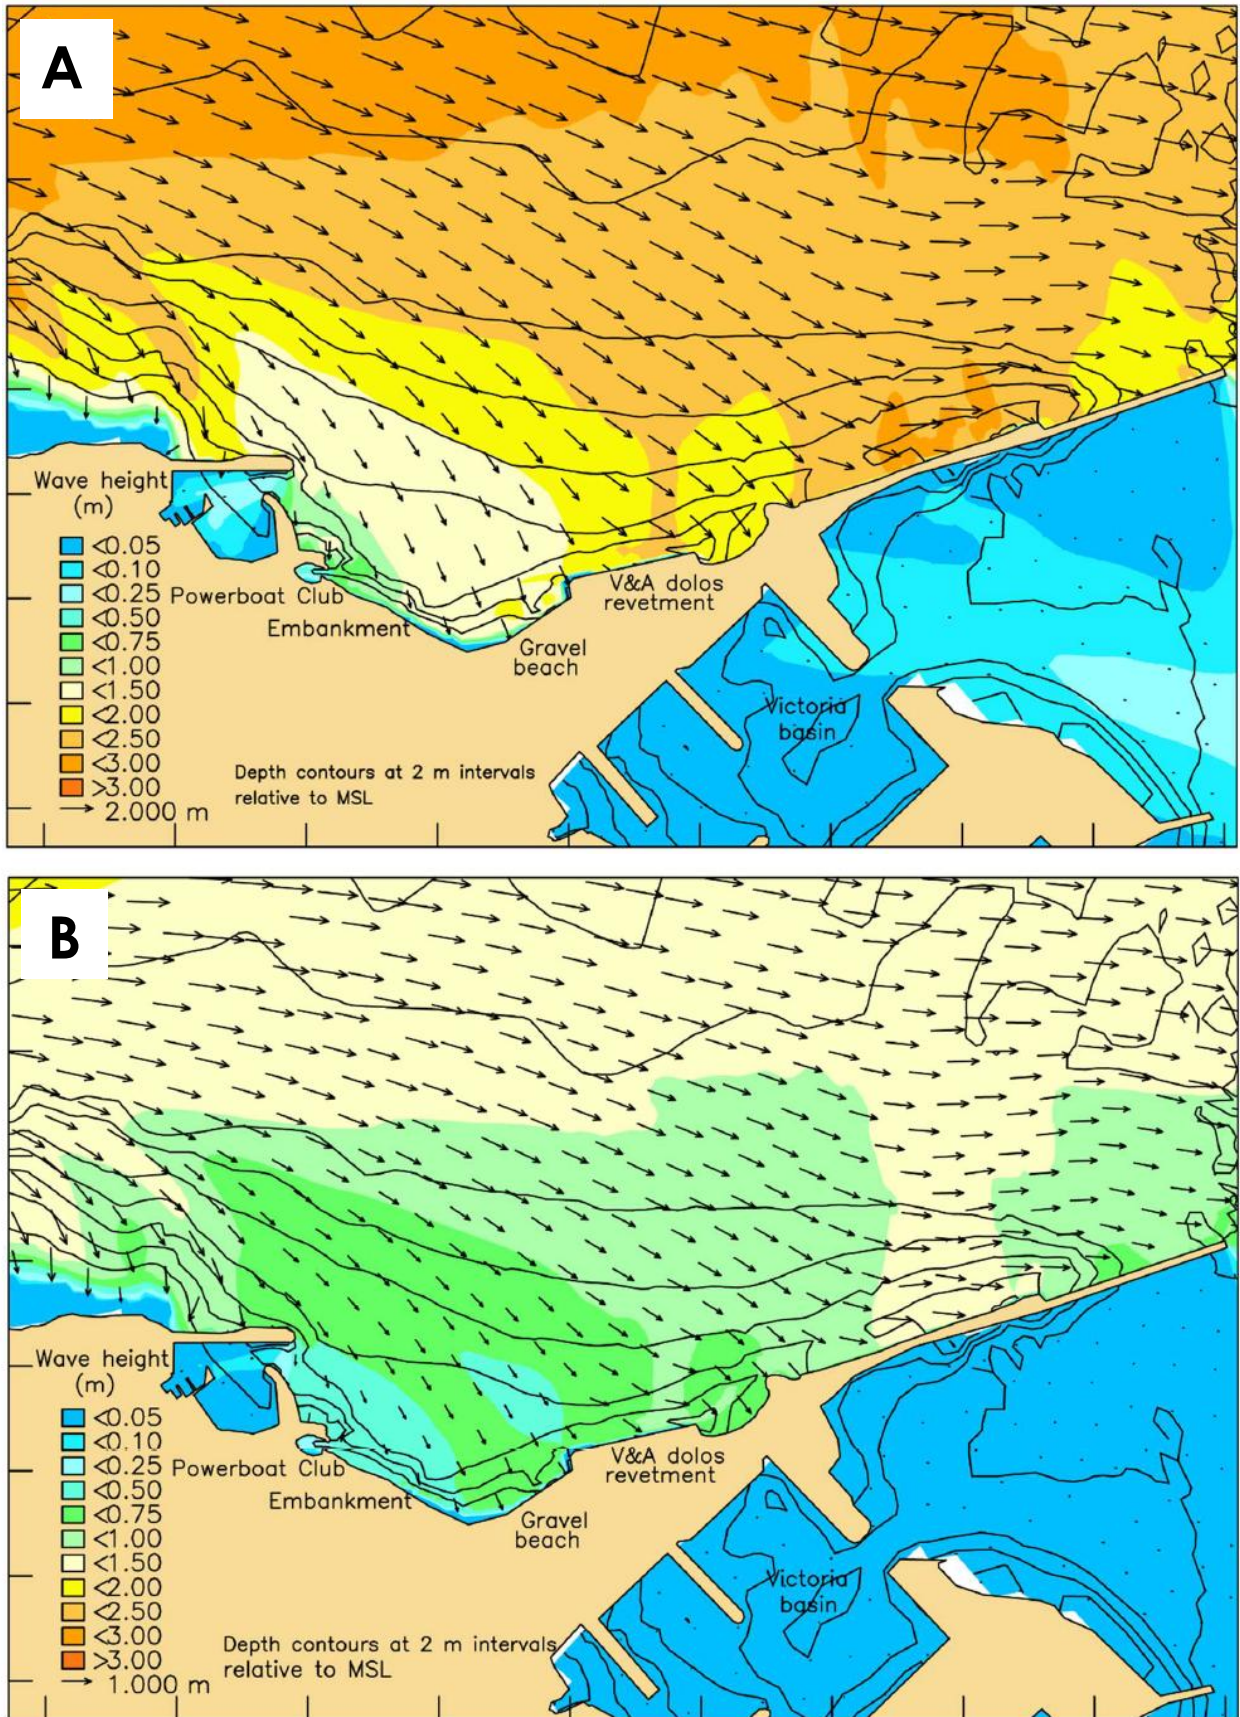 A
Wave height
(m)
<0.05
<0.10
<0.25
<0.50
<0.75
<1.00
<1.50
<2.00
<2.50
<3.00
>3.00
2.000 m
Powerboat Club
Embankment
Gravel
beach
V&A dolos
revetment
Victoria
basin
Depth contours at 2 m intervals
relative to MSL
B
Wave height
(m)
<0.05
<0.10
<0.25
<0.50
<0.75
<1.00
<1.50
<2.00
<2.50
<3.00
>3.00
1.000 m
Powerboat Club
Embankment
Gravel
beach
V&A dolos
revetment
Victoria
basin
Depth contours at 2 m intervals
relative to MSL